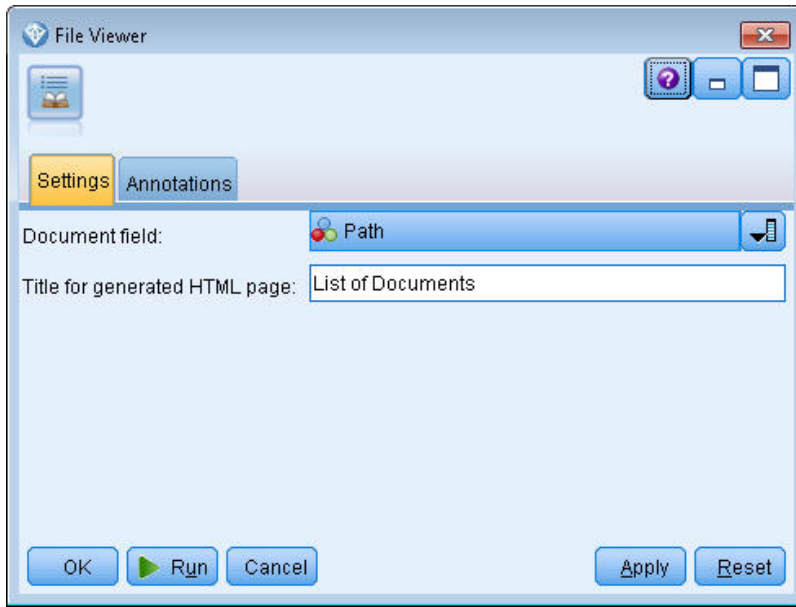 File Viewer
?
Settings Annotations
Document field: Path
Title for generated HTML page: List of Documents
OK Run Cancel Apply Reset